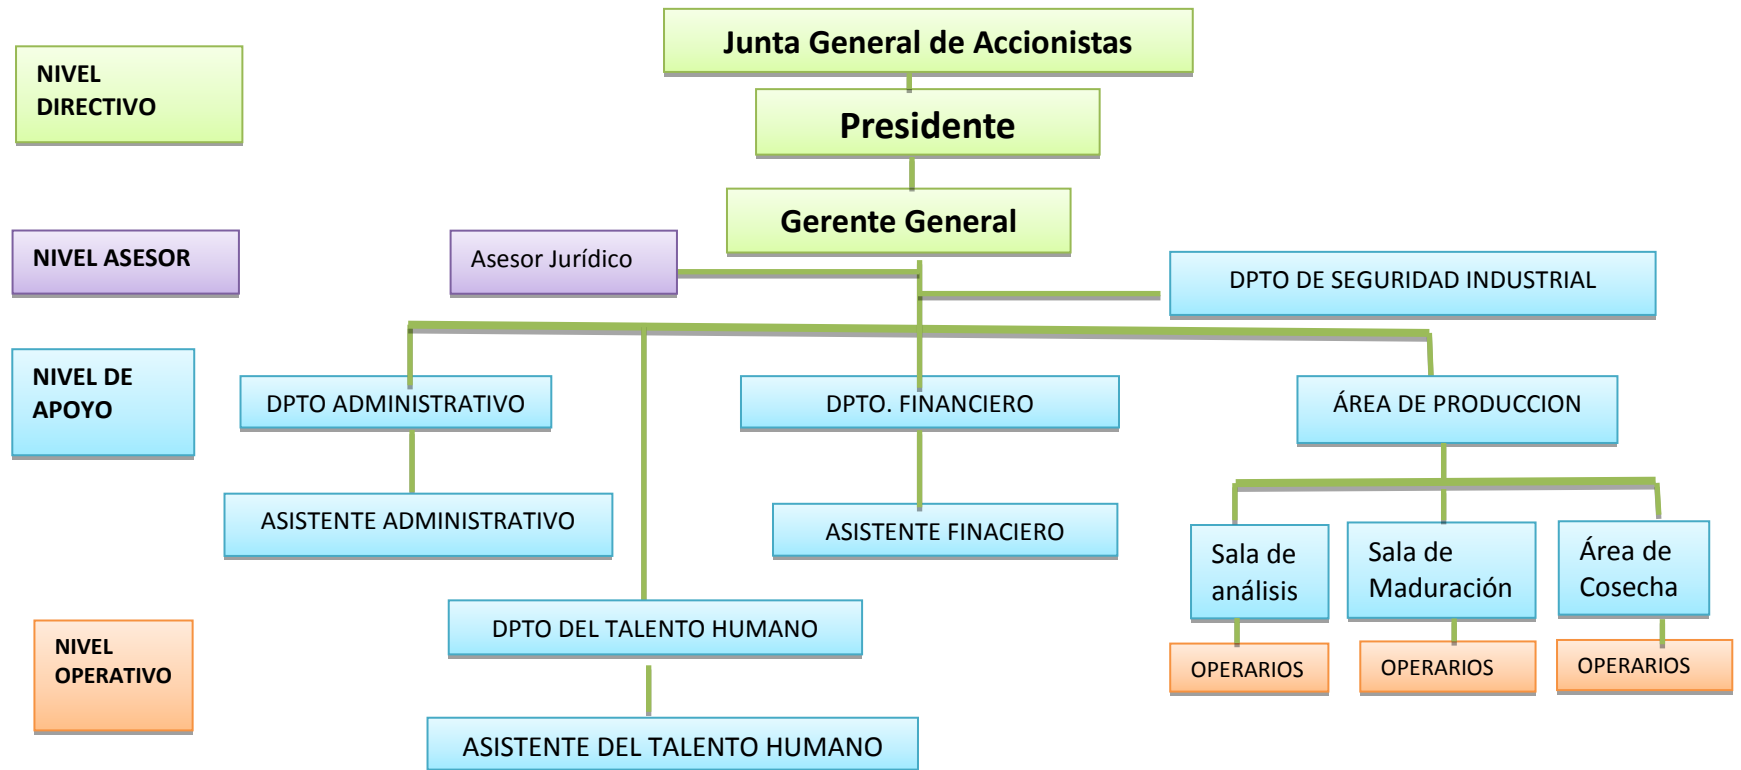 Junta General de Accionistas
NIVEL
DIRECTIVO
Presidente
Gerente General
NIVEL ASESOR
Asesor Jurídico
DPTO DE SEGURIDAD INDUSTRIAL
NIVEL DE
APOYO
DPTO ADMINISTRATIVO
DPTO. FINANCIERO
ÁREA DE PRODUCCION
ASISTENTE ADMINISTRATIVO
ASISTENTE FINACIERO
Sala de
análisis
Sala de
Maduración
Área de
Cosecha
DPTO DEL TALENTO HUMANO
NIVEL
OPERATIVO
OPERARIOS
OPERARIOS
OPERARIOS
ASISTENTE DEL TALENTO HUMANO